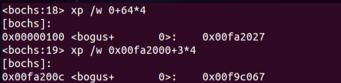 <bochs:18> xp /w 0+64*4
[bochs]:
0x00000100 <bogus+       0>:    0x00fa2027
<bochs:19> xp /w 0x00fa2000+3*4
[bochs]:
0x00fa200c <bogus+       0>:    0x00f9c067